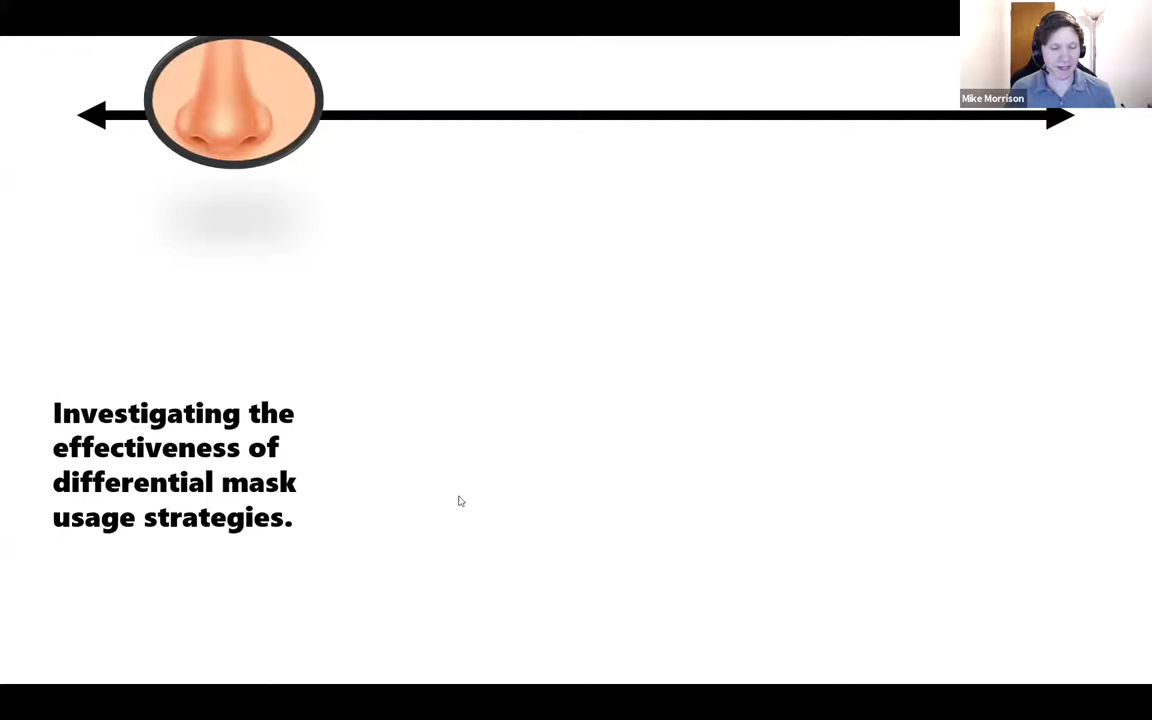 Mike Morrison
Investigating the
effectiveness of
differential mask
usage strategies.